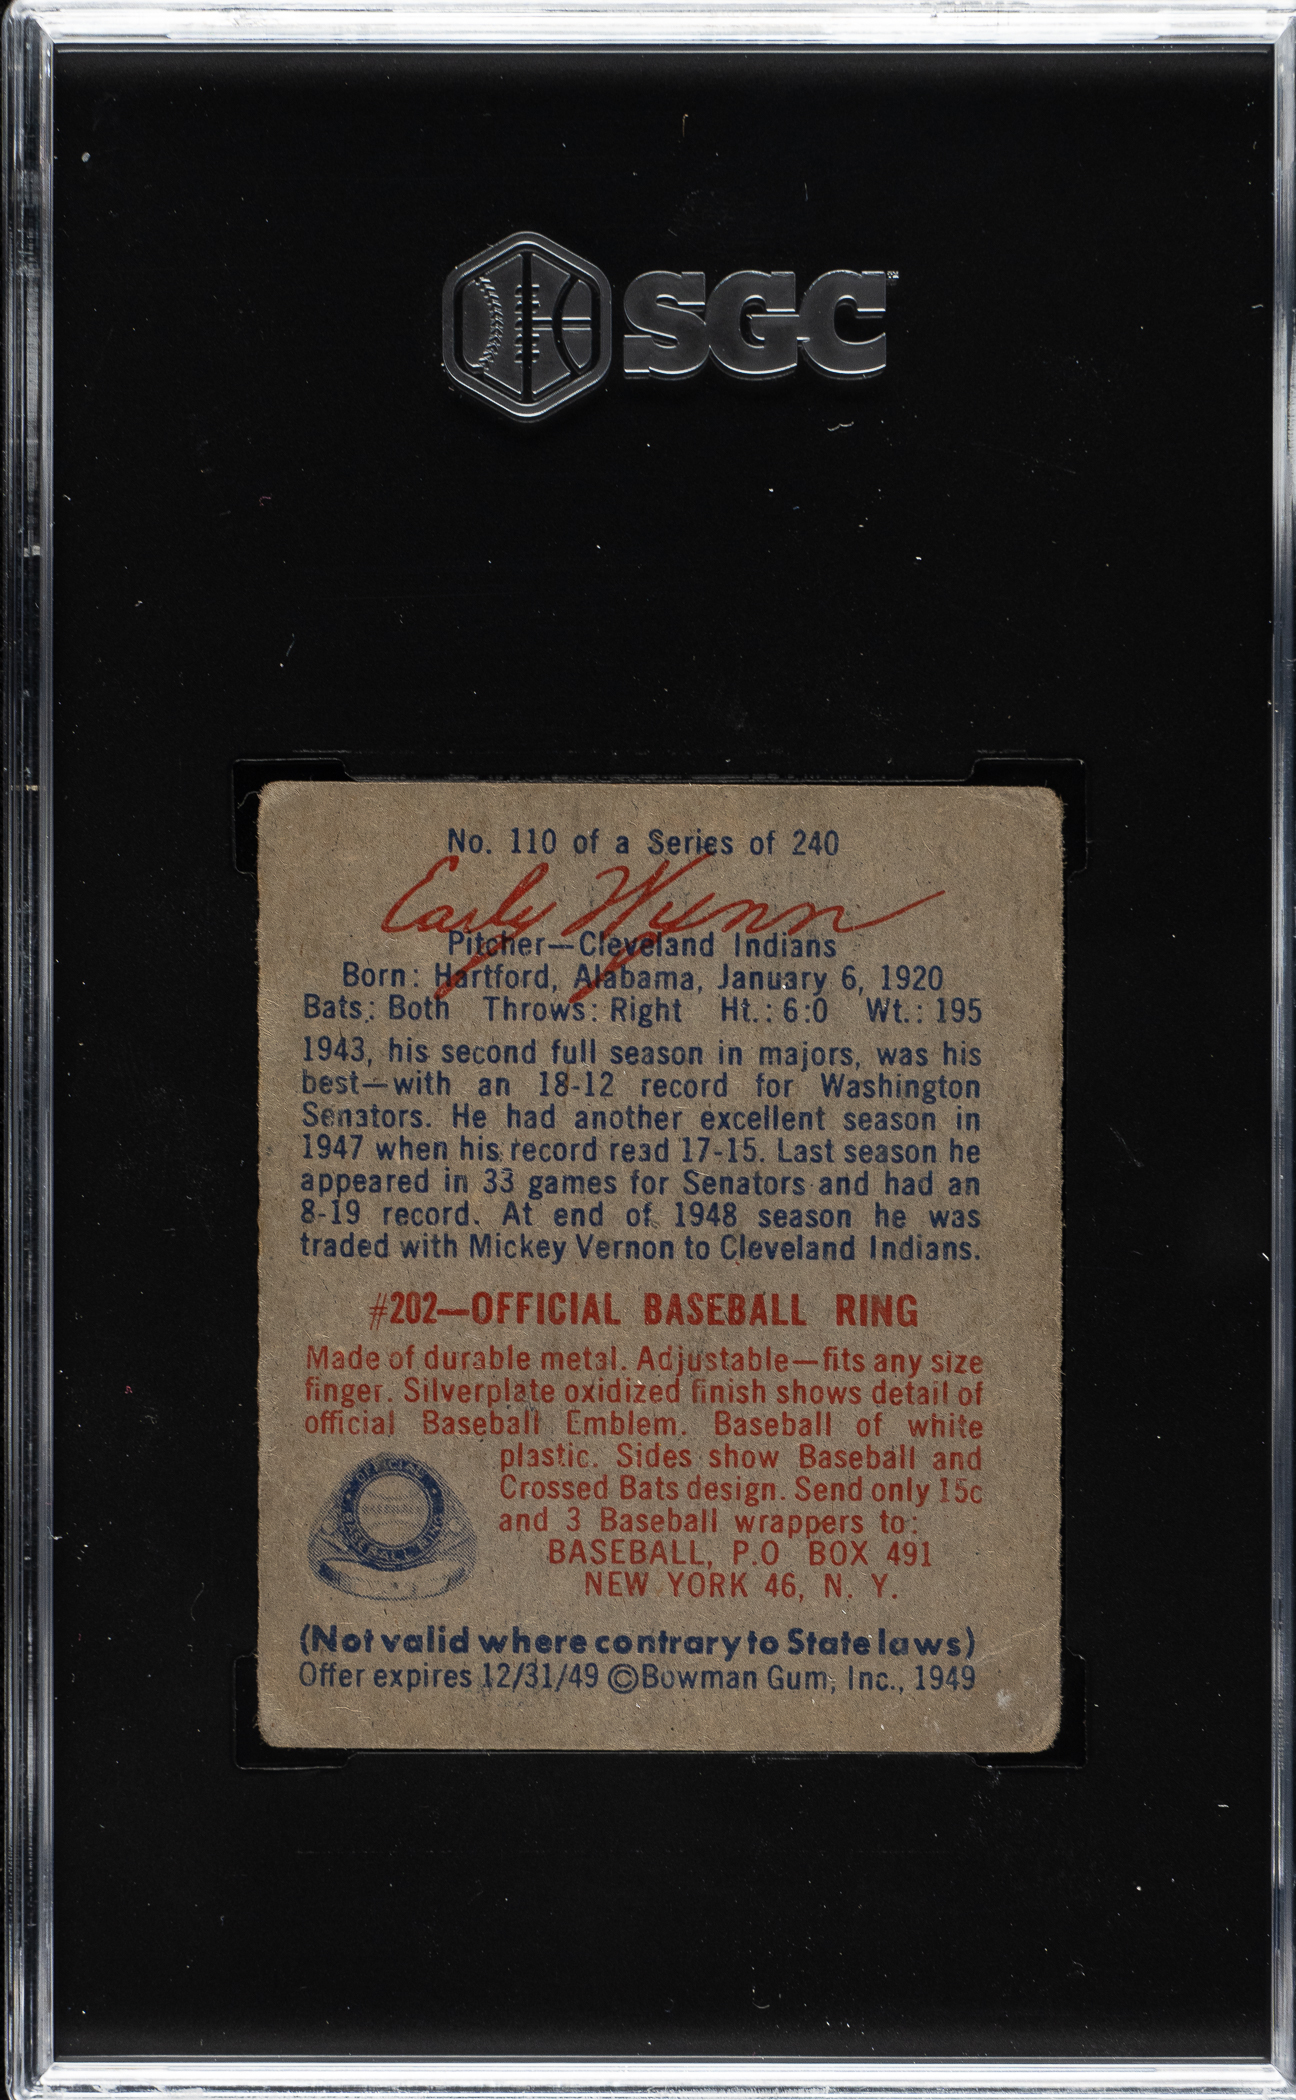 SGC™
No. 110 of a Series of 240
Early Wynn
Pitcher—Cleveland Indians
Born: Hartford, Alabama, January 6, 1920
Bats: Both Throws: Right Ht.: 6:0 Wt.: 195
1943, his second full season in majors, was his
best—with an 18-12 record for Washington
Senators. He had another excellent season in
1947 when his record read 17-15. Last season he
appeared in 33 games for Senators and had an
8-19 record. At end of 1948 season he was
traded with Mickey Vernon to Cleveland Indians.
#202—OFFICIAL BASEBALL RING
Made of durable metal. Adjustable—fits any size
finger. Silverplate oxidized finish shows detail of
official Baseball Emblem. Baseball of white
plastic. Sides show Baseball and
Crossed Bats design. Send only 15c
and 3 Baseball wrappers to:
BASEBALL, P.O BOX 491
NEW YORK 46, N. Y.
OFFICIAL
BASEBALL RING
(Not valid where contrary to State laws)
Offer expires 12/31/49 ©Bowman Gum, Inc., 1949